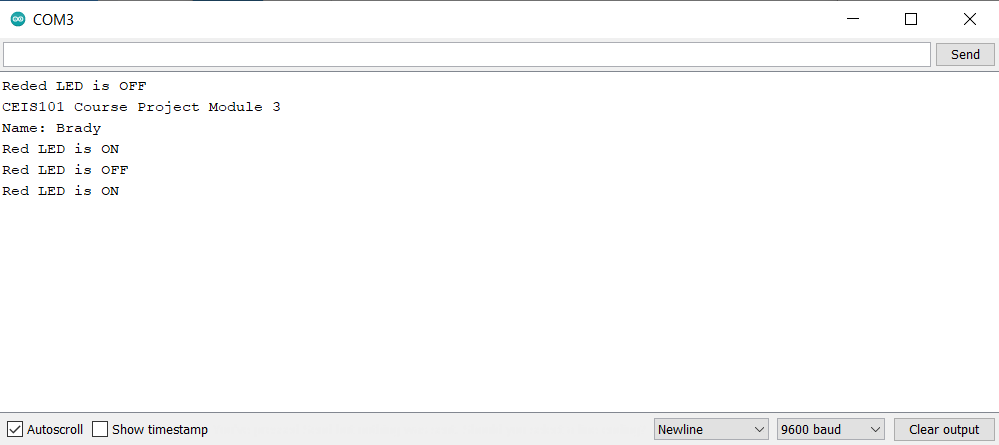 COM3
Send
Reded LED is OFF
CEIS101 Course Project Module 3
Name: Brady
Red LED is ON
Red LED is OFF
Red LED is ON
Autoscroll Show timestamp Newline 9600 baud Clear output